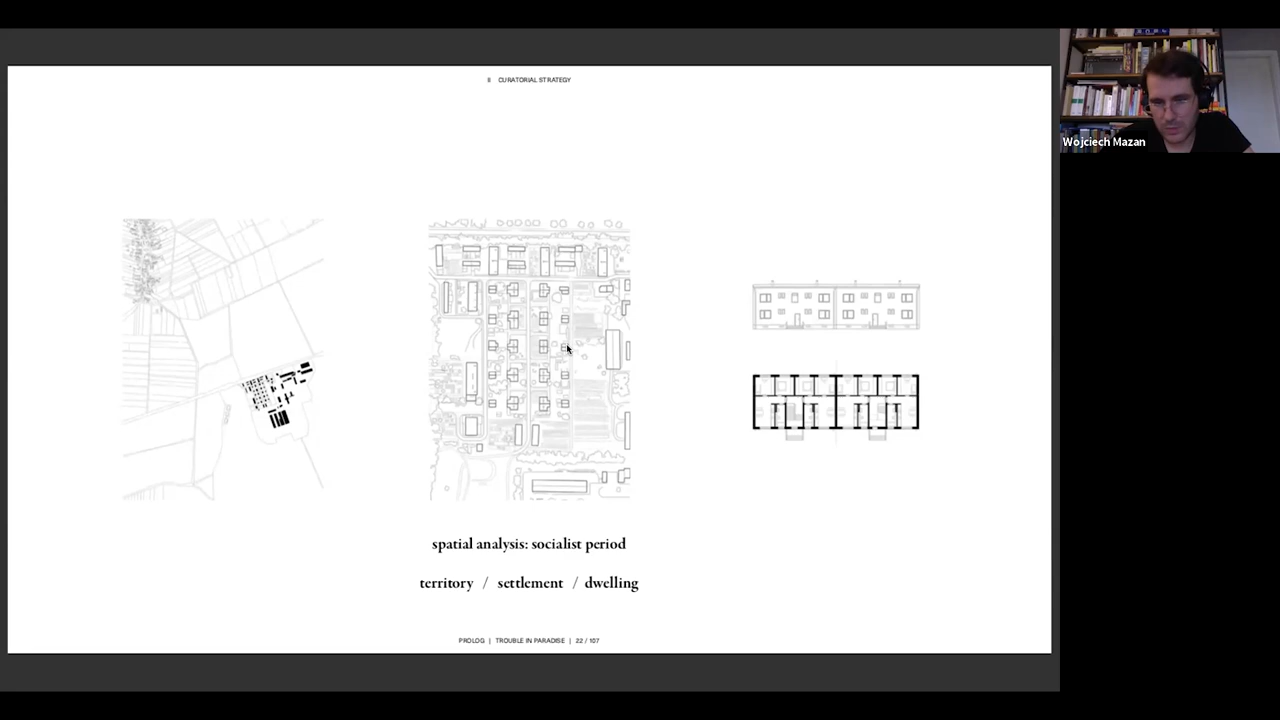 II CURATORIAL STRATEGY
Wojciech Mazan
spatial analysis: socialist period
territory / settlement / dwelling
PROLOG | TROUBLE IN PARADISE | 22 / 107